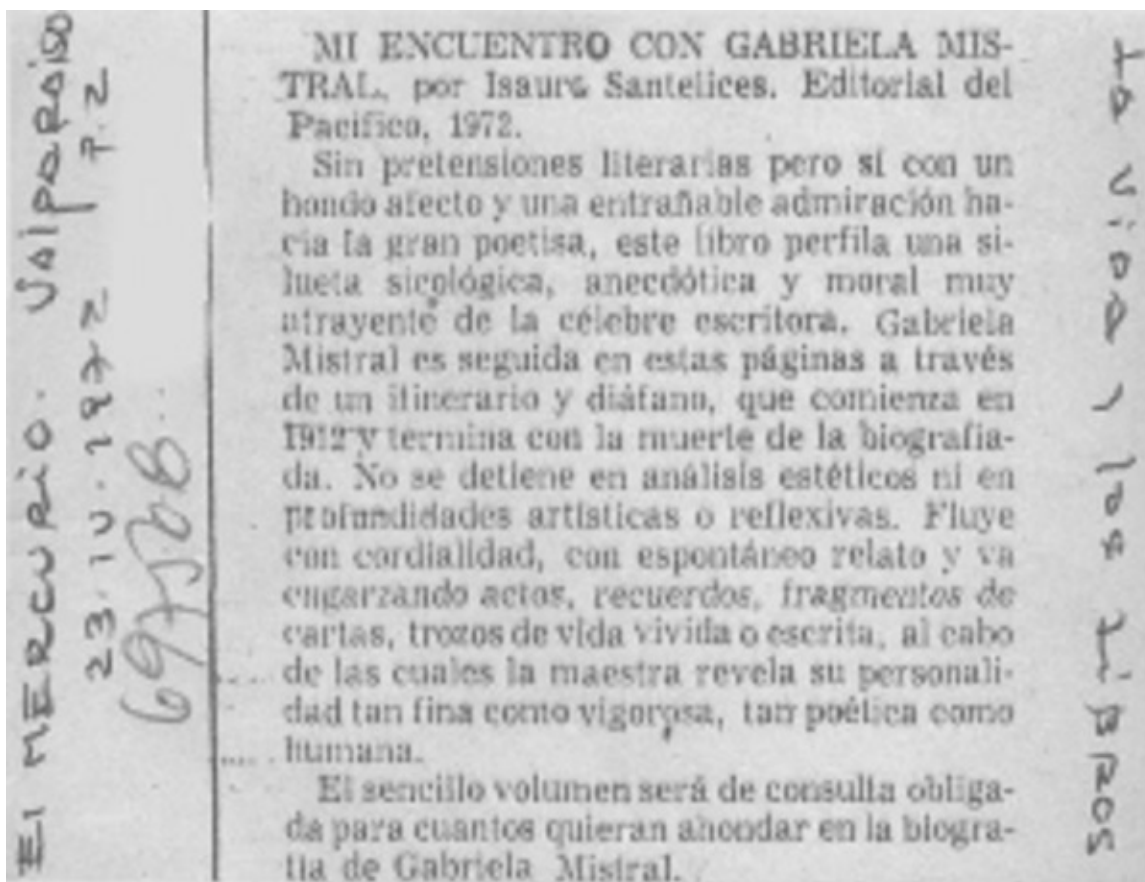 MI ENCUENTRO CON GABRIELA MIS-
TRAL, por Isaura Santelices. Editorial del
Pacífico, 1972.
Sin pretensiones literarias pero sí con un
hondo afecto y una entrañable admiración ha-
cia la gran poetisa, este libro perfila una si-
lueta sicológica, anecdótica y moral muy
atrayente de la célebre escritora. Gabriela
Mistral es seguida en estas páginas a través
de un itinerario y diáfano, que comienza en
1912 y termina con la muerte de la biografia-
da. No se detiene en análisis estéticos ni en
profundidades artísticas o reflexivas. Fluye
con cordialidad, con espontáneo relato y va
engarzando actos, recuerdos, fragmentos de
cartas, trozos de vida vivida o escrita, al cabo
de las cuales la maestra revela su personali-
dad tan fina como vigorosa, tan poética como
humana.
El sencillo volumen será de consulta obliga-
da para cuantos quieran ahondar en la biogra-
fia de Gabriela Mistral.
El MERCURIO. Valparaíso
23.IV.1972 P. 2
La vida y los LiBROS